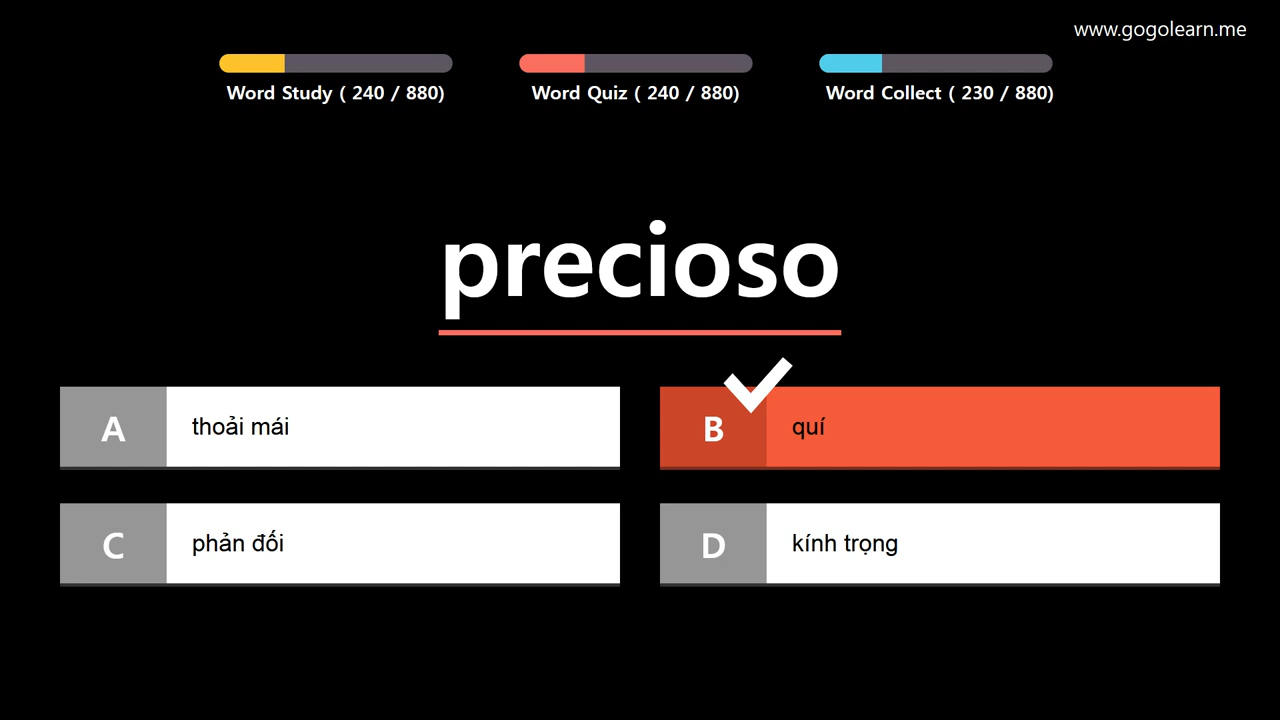 www.gogolearn.me
Word Study ( 240 / 880)
Word Quiz ( 240 / 880)
Word Collect ( 230 / 880)
precioso
A thoải mái
B quí
C phản đối
D kính trọng